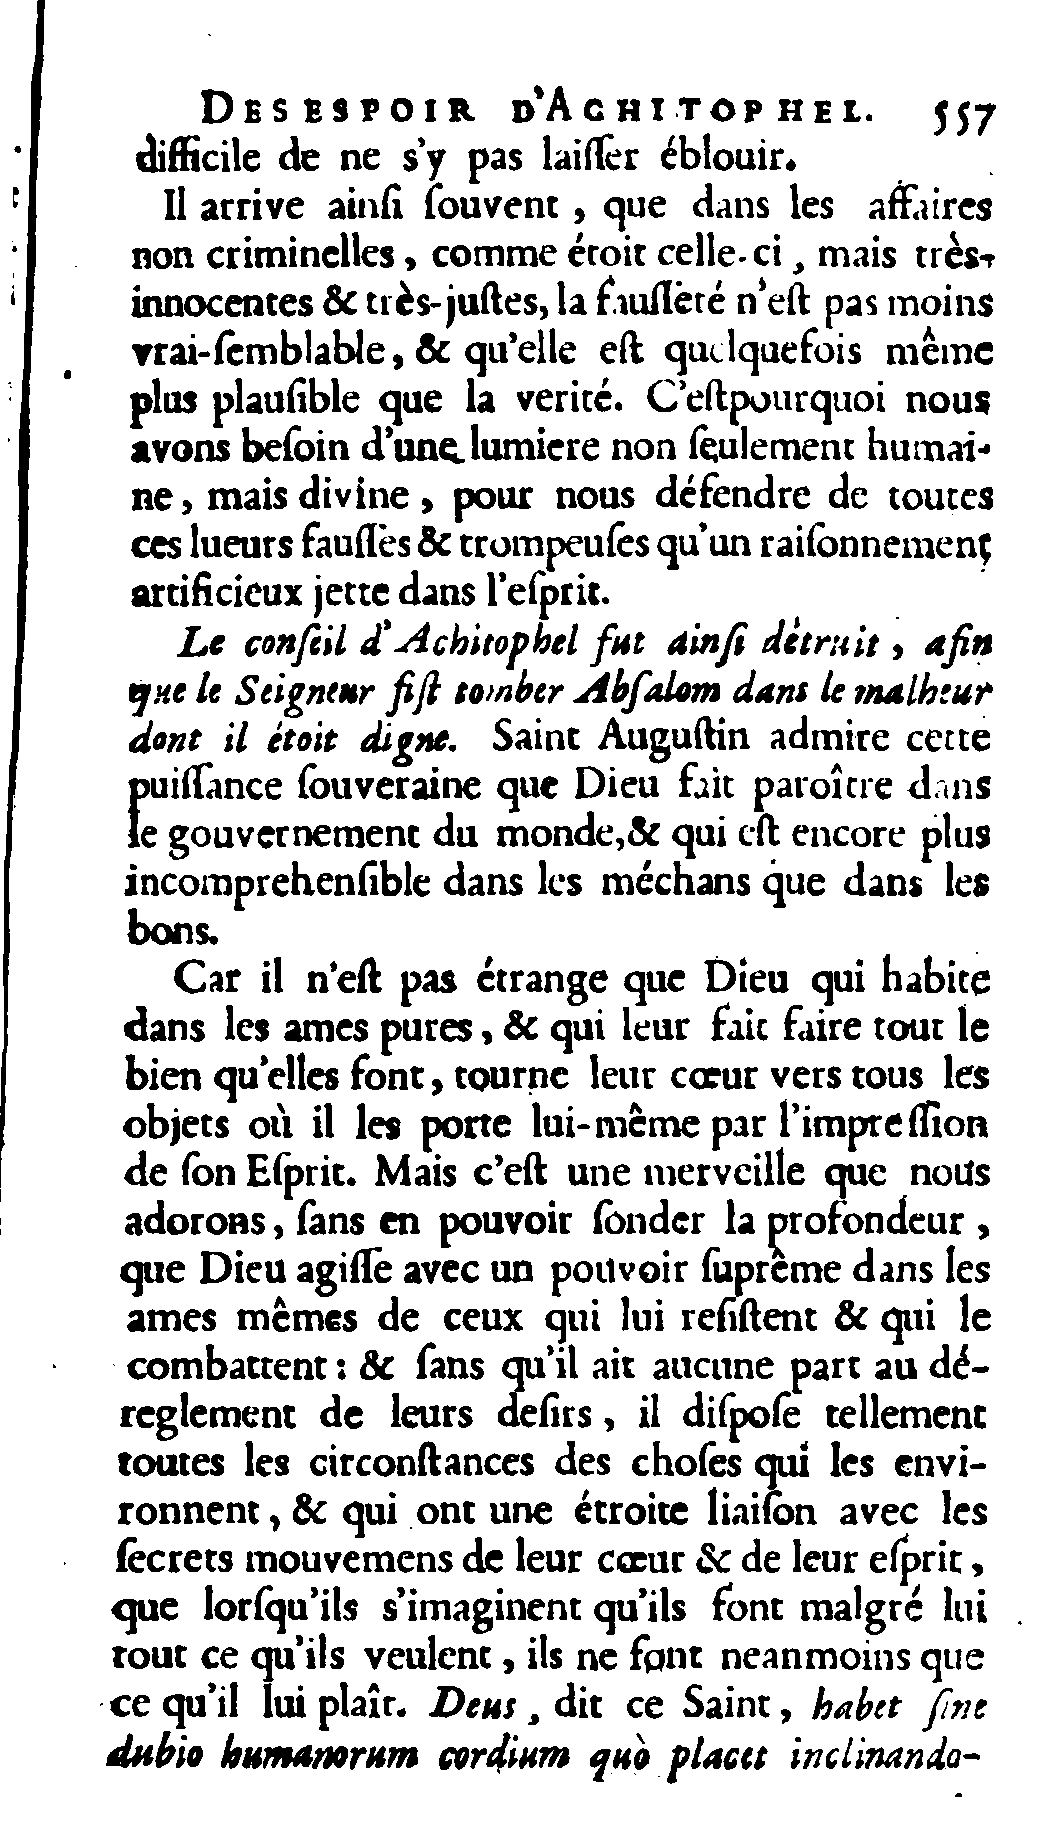 DESESPOIR D'ACHITOPHEL. 557
difficile de ne s'y pas laiſſer éblouir.
Il arrive ainſi ſouvent, que dans les affaires
non criminelles, comme étoit celle-ci, mais très-
innocentes & très-juſtes, la fauſſeté n'eſt pas moins
vrai-ſemblable, & qu'elle eſt quelquefois même
plus plauſible que la verité. C'eſtpourquoi nous
avons beſoin d'une lumiere non ſeulement humai-
ne, mais divine, pour nous défendre de toutes
ces lueurs fauſſes & trompeuſes qu'un raiſonnement
artificieux jette dans l'eſprit.
Le conſeil d'Achitophel fut ainſi détruit, afin
que le Seigneur fiſt tomber Abſalom dans le malheur
dont il étoit digne. Saint Auguſtin admire cette
puiſſance ſouveraine que Dieu fait paroître dans
le gouvernement du monde,& qui eſt encore plus
incomprehenſible dans les méchans que dans les
bons.
Car il n'eſt pas étrange que Dieu qui habite
dans les ames pures, & qui leur fait faire tout le
bien qu'elles font, tourne leur cœur vers tous les
objets où il les porte lui-même par l'impreſſion
de ſon Eſprit. Mais c'eſt une merveille que nous
adorons, ſans en pouvoir ſonder la profondeur,
que Dieu agiſſe avec un pouvoir ſuprême dans les
ames mêmes de ceux qui lui reſiſtent & qui le
combattent: & ſans qu'il ait aucune part au dé-
reglement de leurs deſirs, il diſpoſe tellement
toutes les circonſtances des choſes qui les envi-
ronnent, & qui ont une étroite liaiſon avec les
ſecrets mouvemens de leur cœur & de leur eſprit,
que lorſqu'ils s'imaginent qu'ils font malgré lui
tout ce qu'ils veulent, ils ne font neanmoins que
ce qu'il lui plaît. Deus, dit ce Saint, habet ſine
dubio humanorum cordium quò placet inclinando-